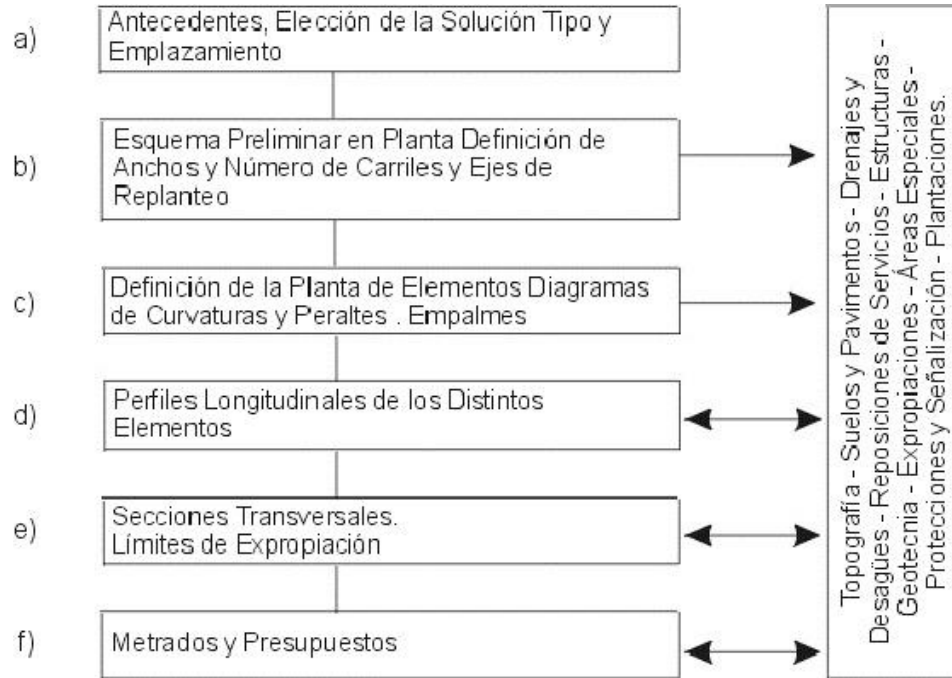 a)
Antecedentes, Elección de la Solución Tipo y
Emplazamiento
b)
Esquema Preliminar en Planta Definición de
Anchos y Número de Carriles y Ejes de
Replanteo
c)
Definición de la Planta de Elementos Diagramas
de Curvaturas y Peraltes . Empalmes
d)
Perfiles Longitudinales de los Distintos
Elementos
e)
Secciones Transversales.
Límites de Expropiación
f)
Metrados y Presupuestos
Topografía - Suelos y Pavimentos - Drenajes y
Desagües - Reposiciones de Servicios - Estructuras -
Geotecnia - Expropiaciones - Áreas Especiales -
Protecciones y Señalización - Plantaciones.